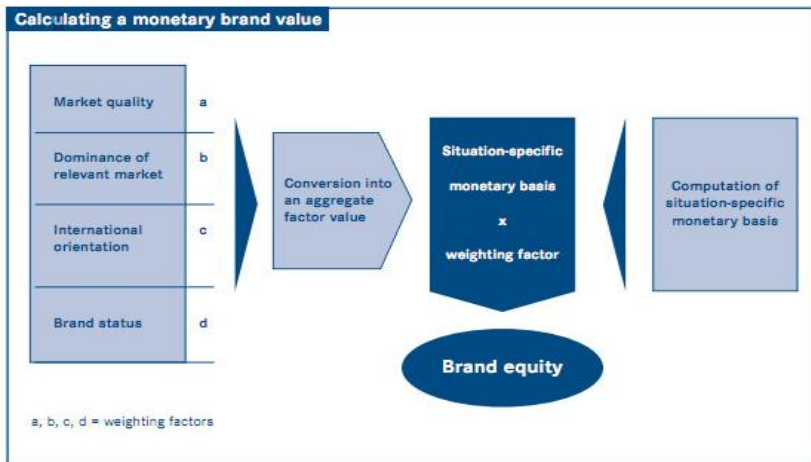 Calculating a monetary brand value
Market quality a
Dominance of b
relevant market
International c
orientation
Brand status d
Conversion into
an aggregate
factor value
Situation-specific
monetary basis
x
weighting factor
Computation of
situation-specific
monetary basis
Brand equity
a, b, c, d = weighting factors